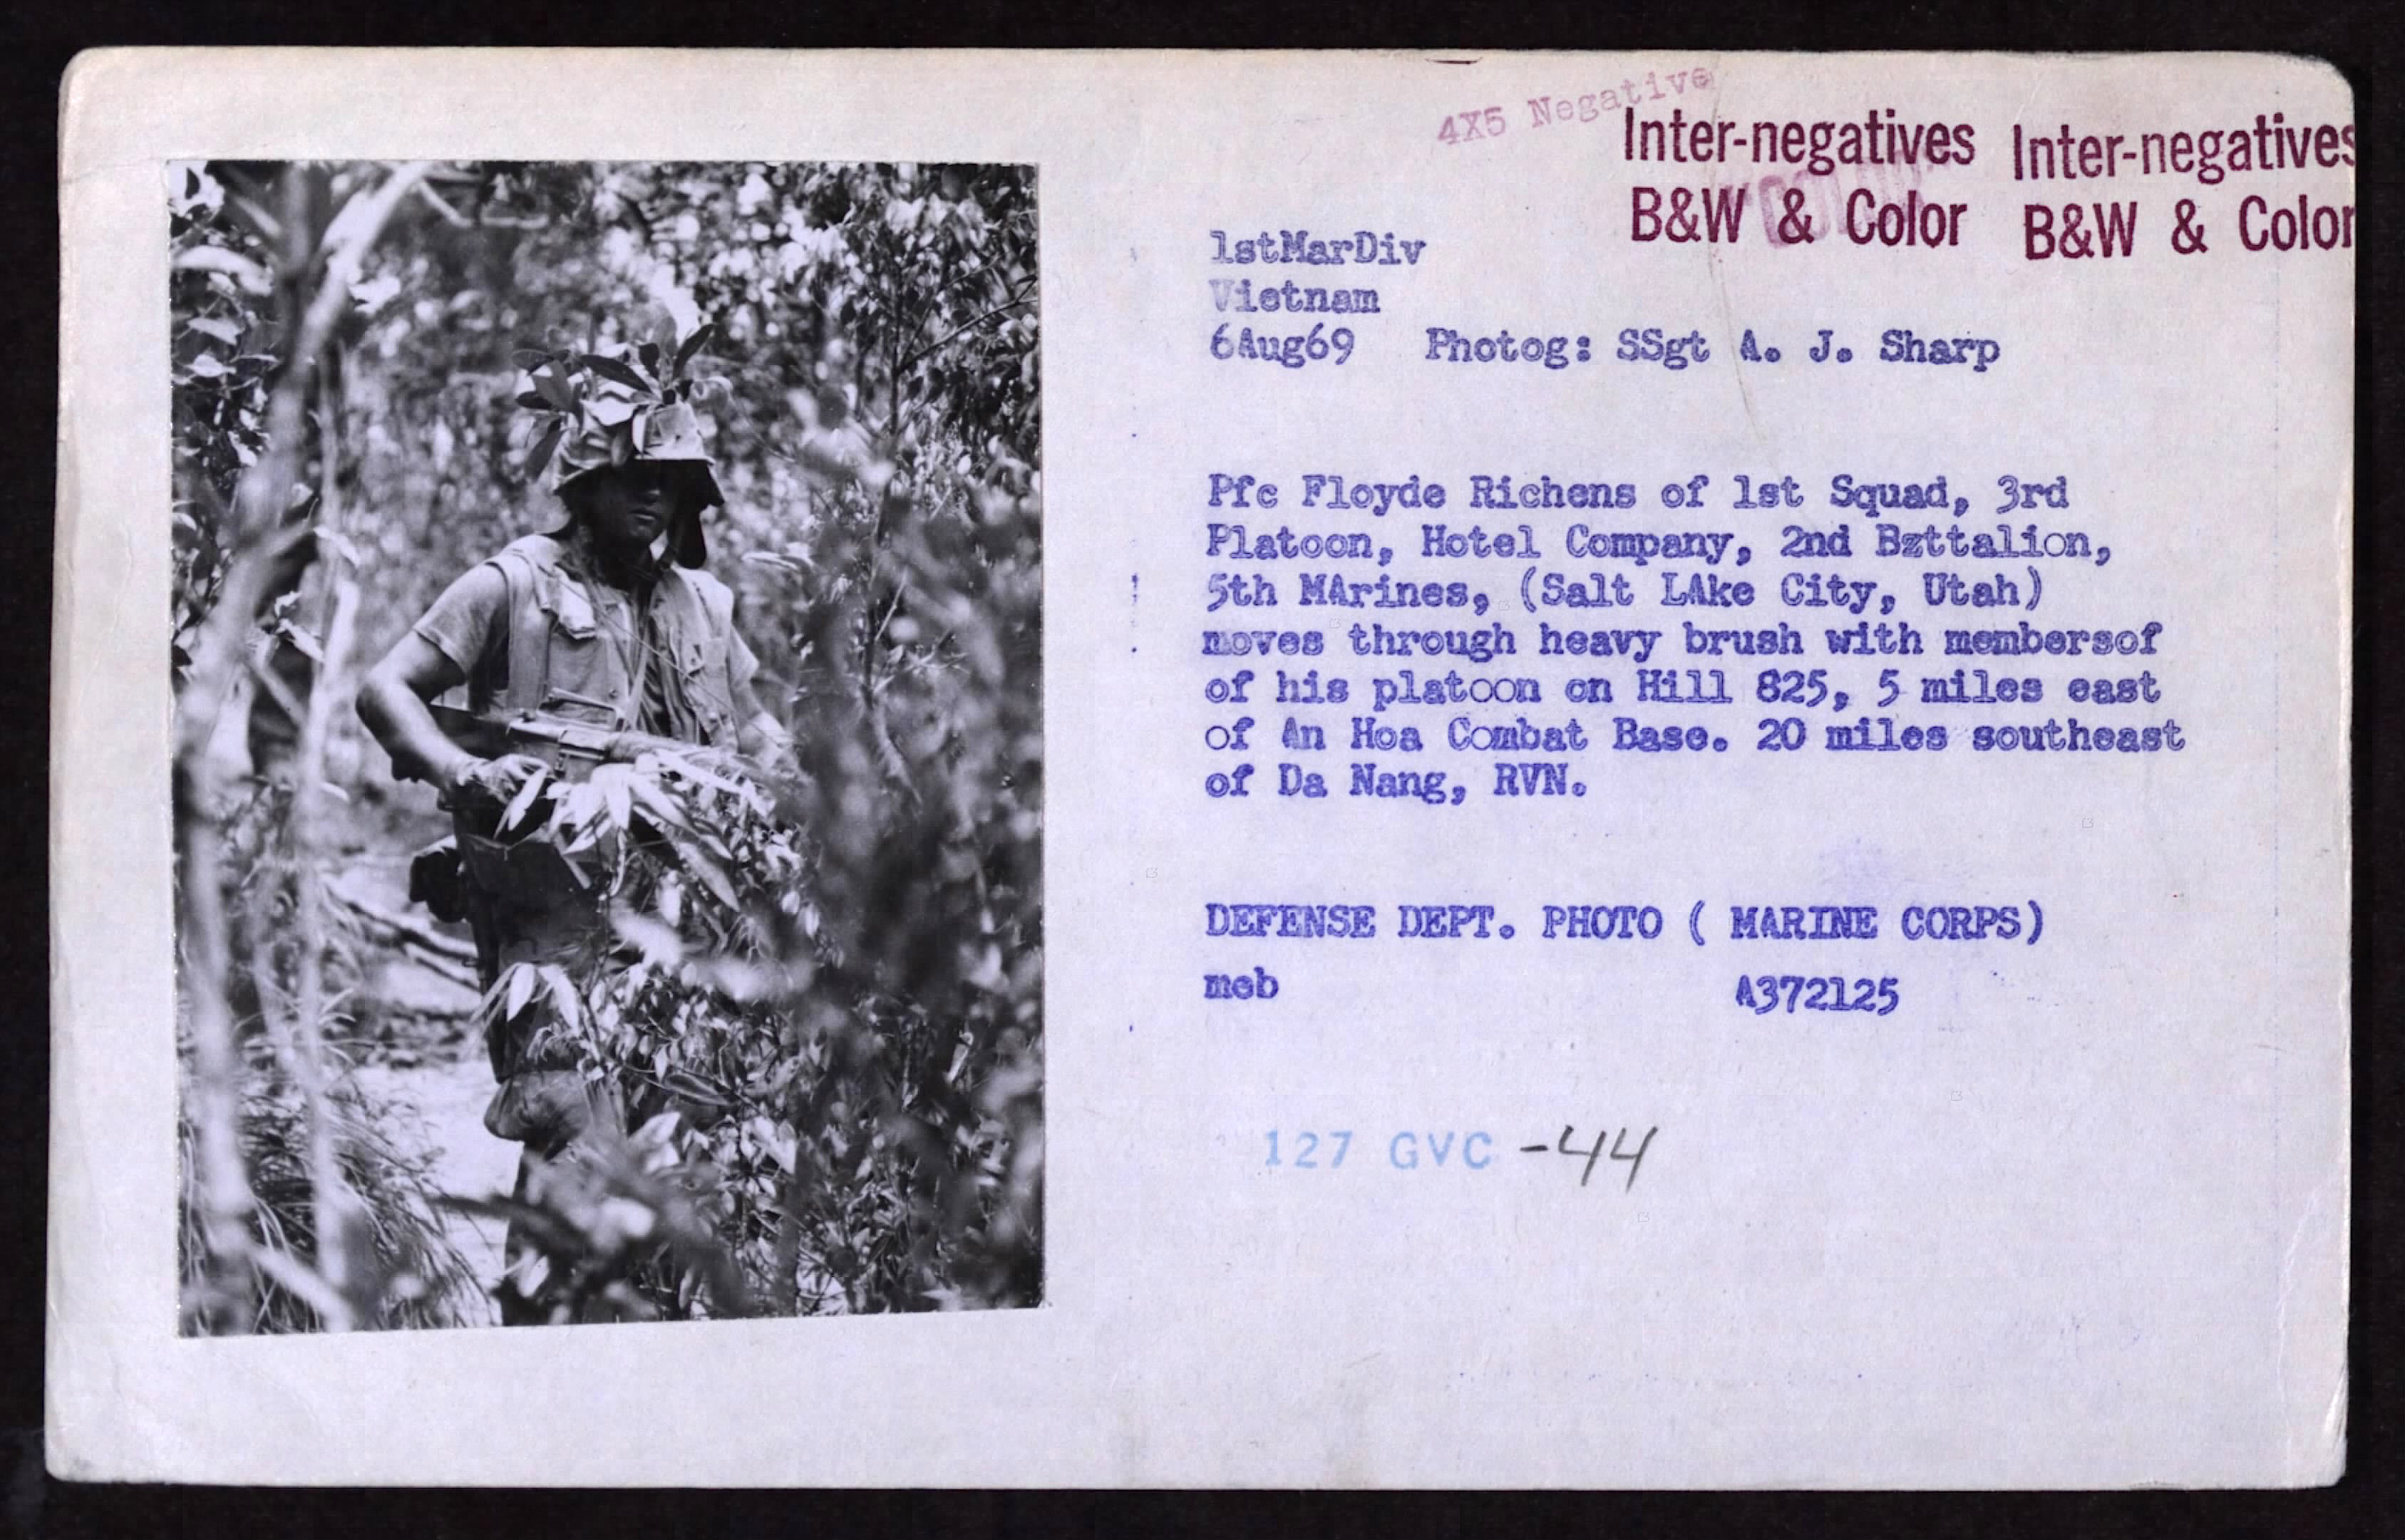 4X5 Negative
Inter-negatives
B&W & Color
Inter-negatives
B&W & Color
1stMarDiv
Vietnam
6Aug69 Photog: SSgt A. J. Sharp
Pfc Floyde Richens of 1st Squad, 3rd
Platoon, Hotel Company, 2nd Bzttalion,
5th MArines, (Salt LAke City, Utah)
moves through heavy brush with membersof
of his platoon on Hill 825, 5 miles east
of An Hoa Combat Base. 20 miles southeast
of Da Nang, RVN.
DEFENSE DEPT. PHOTO ( MARINE CORPS)
meb A372125
127 GVC -44